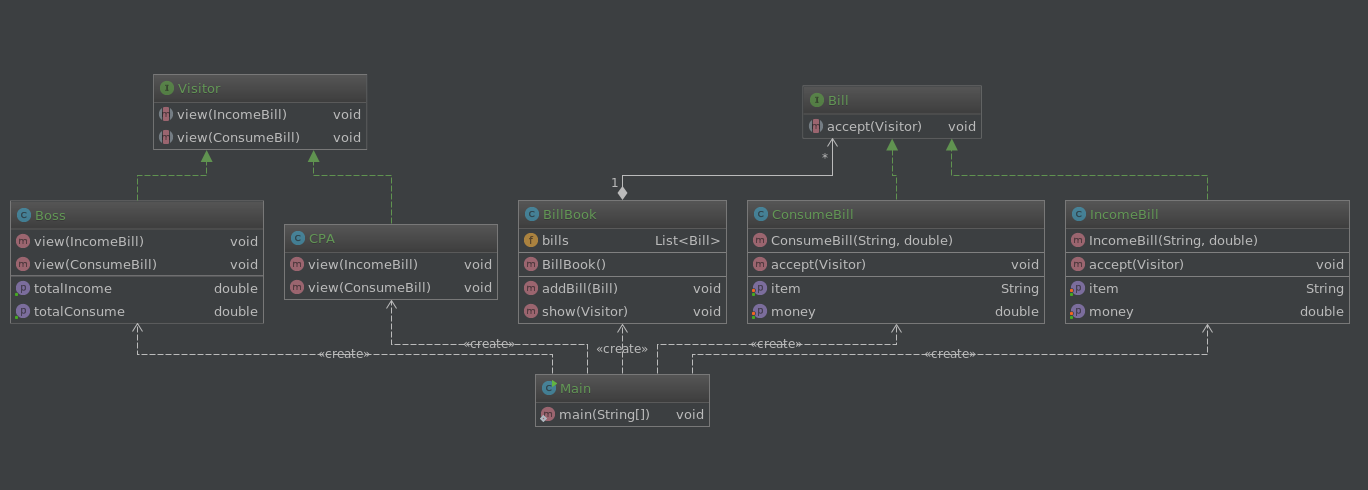 Visitor
view(IncomeBill) void
view(ConsumeBill) void
Bill
accept(Visitor) void
*
1
Boss
view(IncomeBill) void
view(ConsumeBill) void
totalIncome double
totalConsume double
CPA
view(IncomeBill) void
view(ConsumeBill) void
BillBook
bills List<Bill>
BillBook()
addBill(Bill) void
show(Visitor) void
ConsumeBill
ConsumeBill(String, double)
accept(Visitor) void
item String
money double
IncomeBill
IncomeBill(String, double)
accept(Visitor) void
item String
money double
«create»
«create»
«create»
«create»
«create»
Main
main(String[]) void